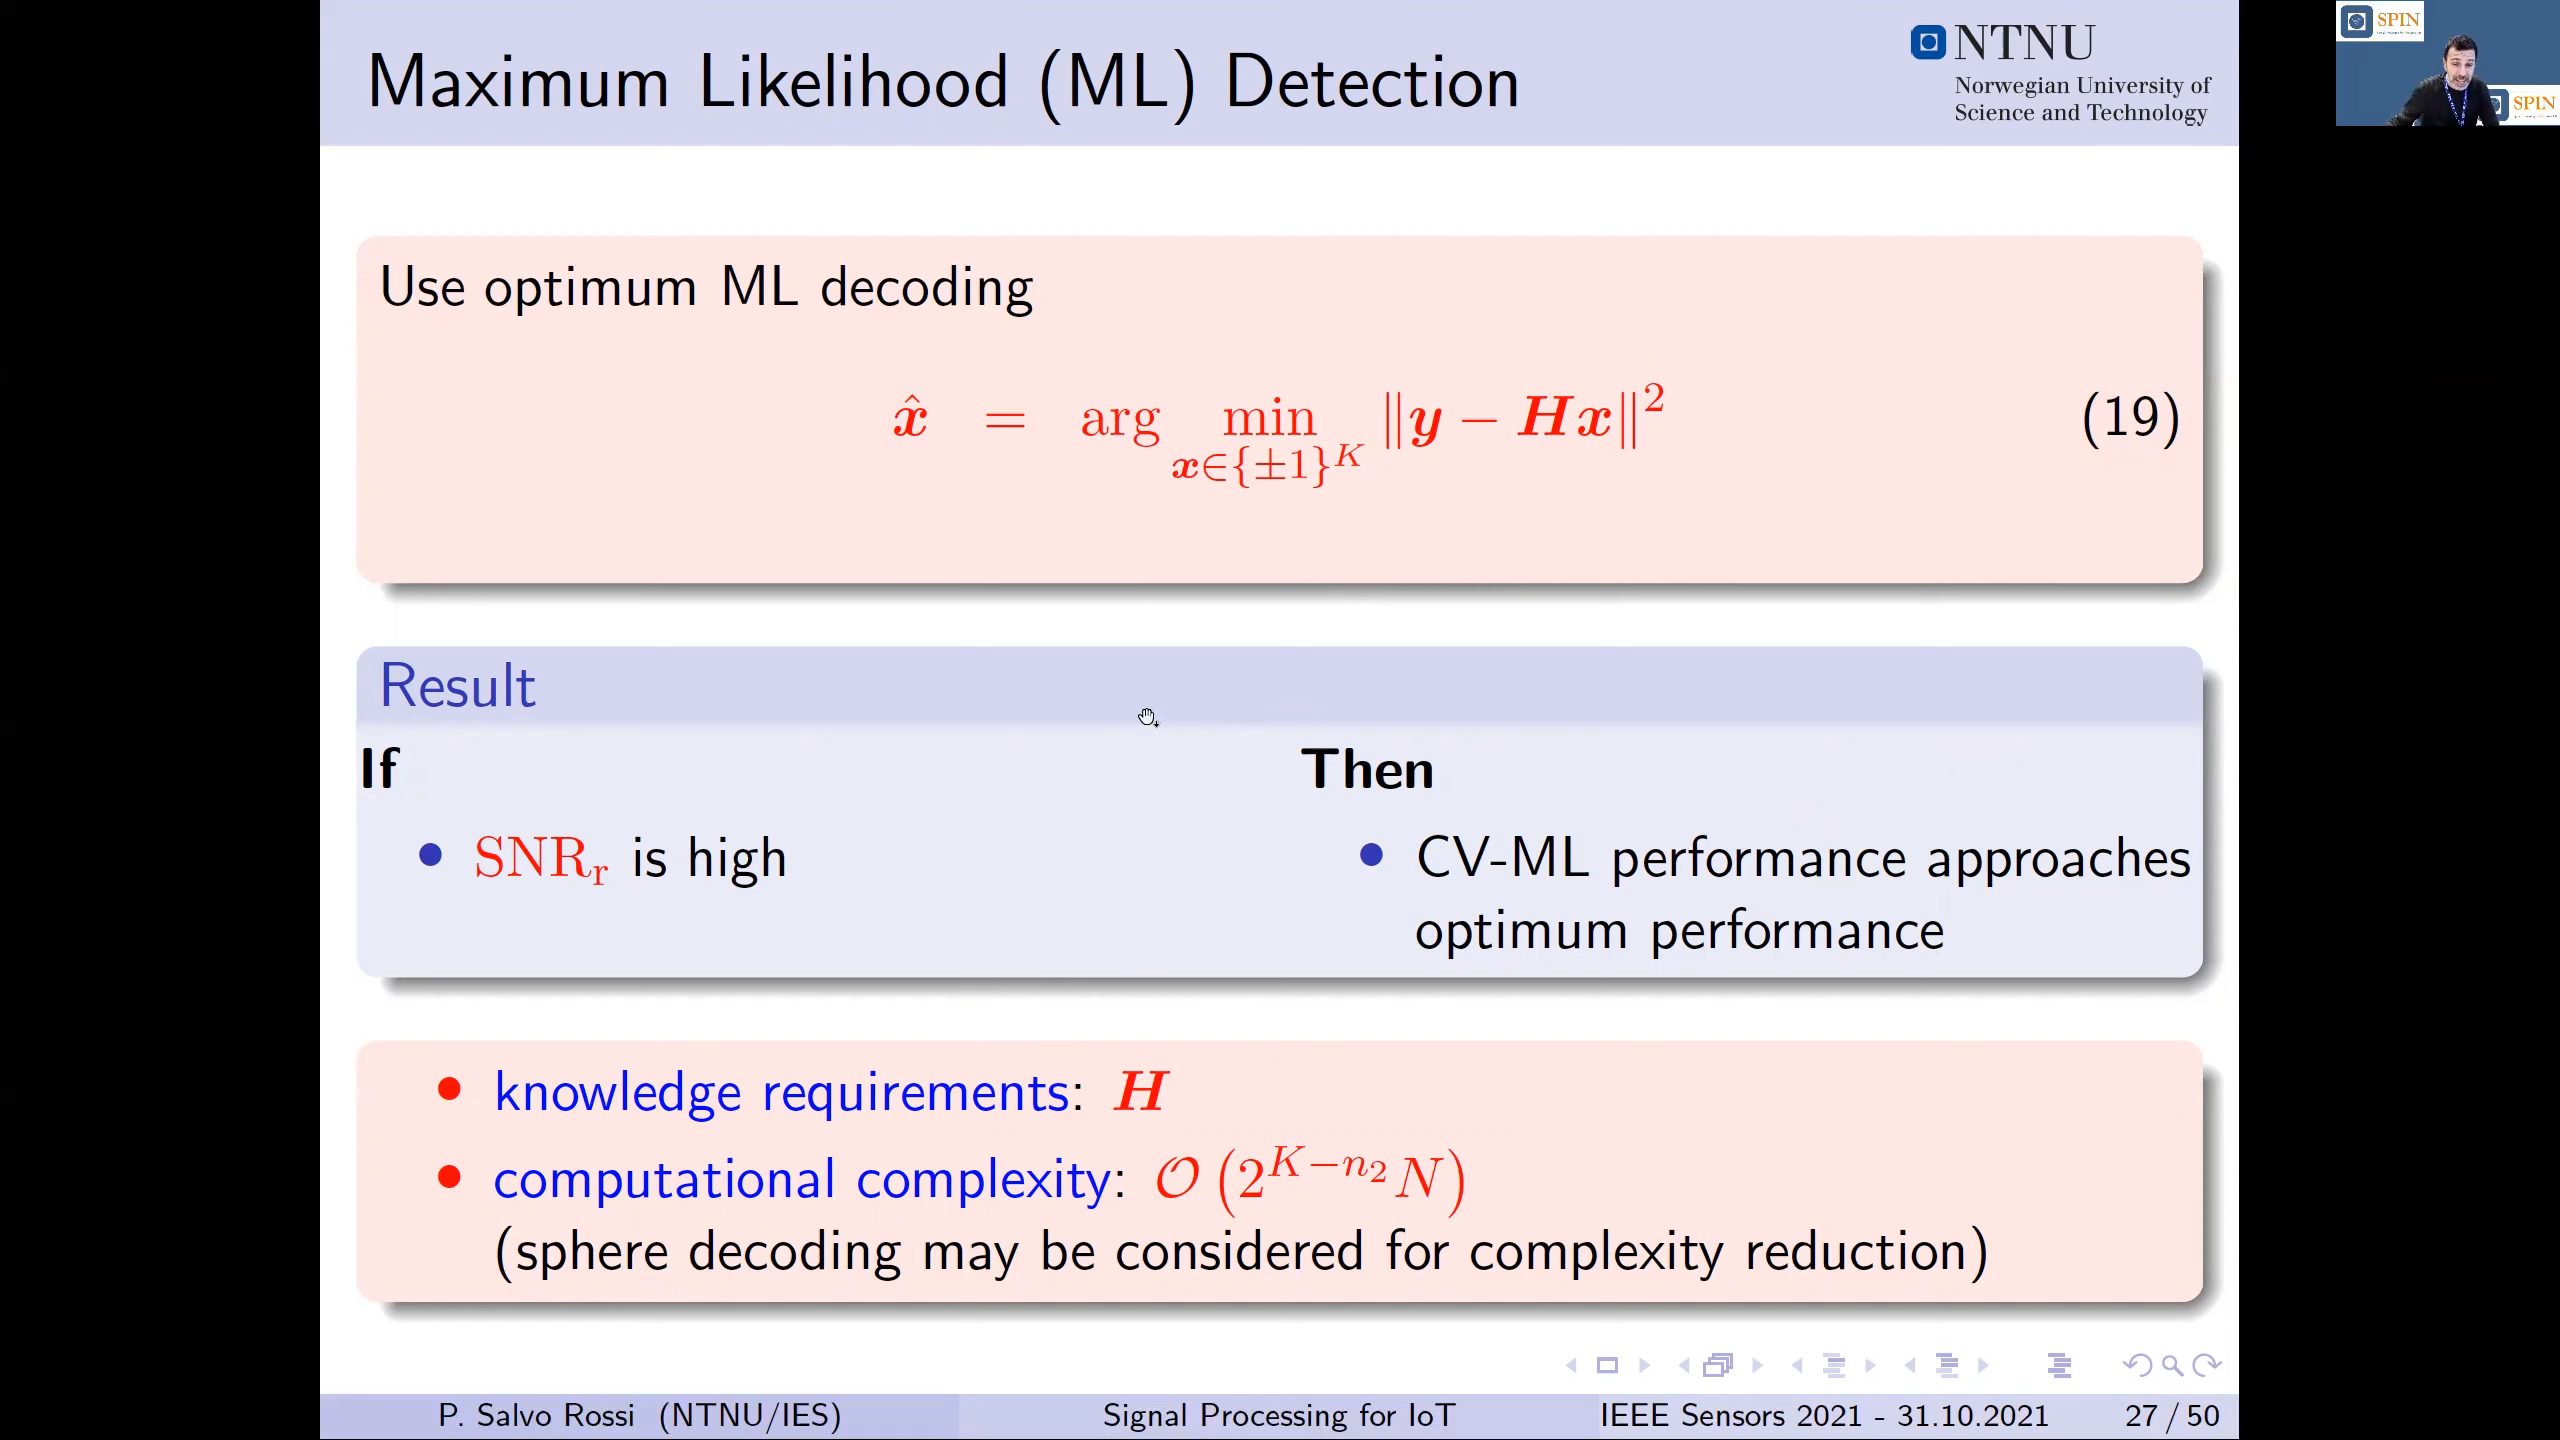 Maximum Likelihood (ML) Detection
NTNU
Norwegian University of
Science and Technology
SPIN
SPIN
Use optimum ML decoding
x̂ = arg min_{x∈{±1}^K} ‖y − Hx‖² (19)
Result
If
Then
• SNR_r is high
• CV-ML performance approaches
optimum performance
• knowledge requirements: H
• computational complexity: 𝒪(2^{K−n₂}N)
(sphere decoding may be considered for complexity reduction)
P. Salvo Rossi (NTNU/IES) Signal Processing for IoT IEEE Sensors 2021 - 31.10.2021 27 / 50